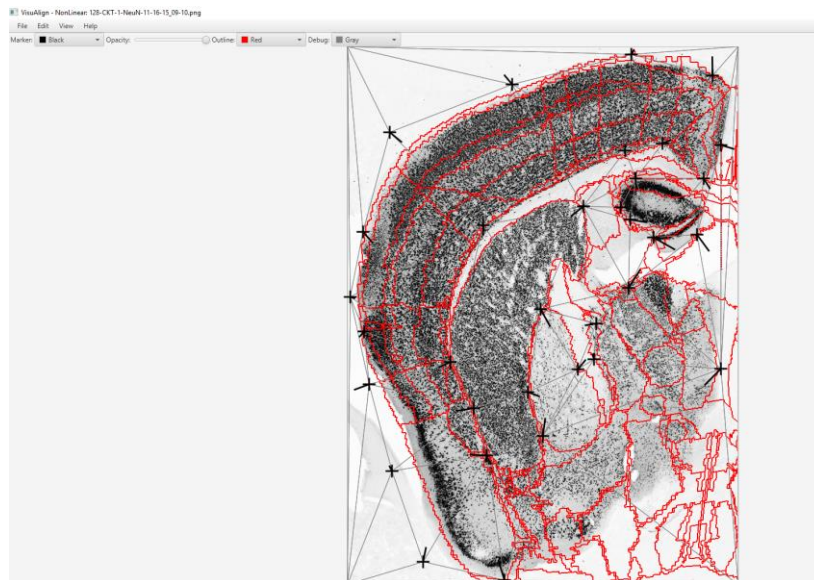 VisuAlign - NonLinear: 128-CKT-1-NeuN-11-16-15_09-10.png
File Edit View Help
Marker: Black Opacity: Outline: Red Debug: Gray